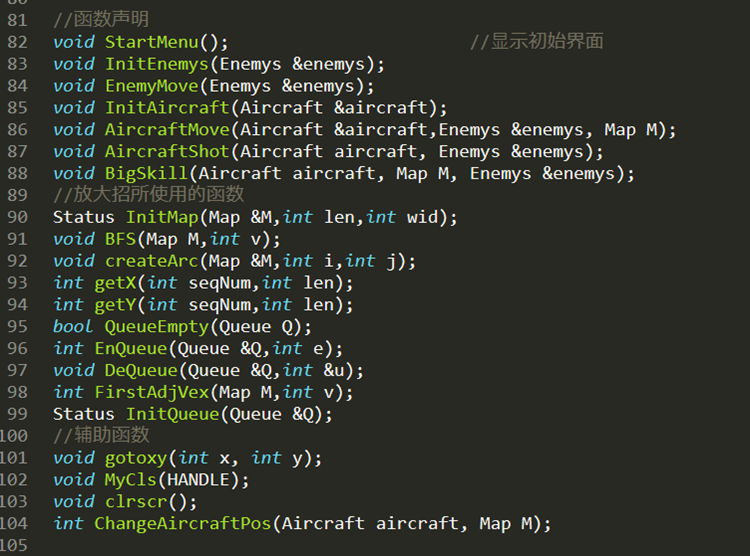 81 //函数声明
82 void StartMenu(); //显示初始界面
83 void InitEnemys(Enemys &enemys);
84 void EnemyMove(Enemys &enemys);
85 void InitAircraft(Aircraft &aircraft);
86 void AircraftMove(Aircraft &aircraft,Enemys &enemys, Map M);
87 void AircraftShot(Aircraft aircraft, Enemys &enemys);
88 void BigSkill(Aircraft aircraft, Map M, Enemys &enemys);
89 //放大招所使用的函数
90 Status InitMap(Map &M,int len,int wid);
91 void BFS(Map M,int v);
92 void createArc(Map &M,int i,int j);
93 int getX(int seqNum,int len);
94 int getY(int seqNum,int len);
95 bool QueueEmpty(Queue Q);
96 int EnQueue(Queue &Q,int e);
97 void DeQueue(Queue &Q,int &u);
98 int FirstAdjVex(Map M,int v);
99 Status InitQueue(Queue &Q);
100 //辅助函数
101 void gotoxy(int x, int y);
102 void MyCls(HANDLE);
103 void clrscr();
104 int ChangeAircraftPos(Aircraft aircraft, Map M);
105